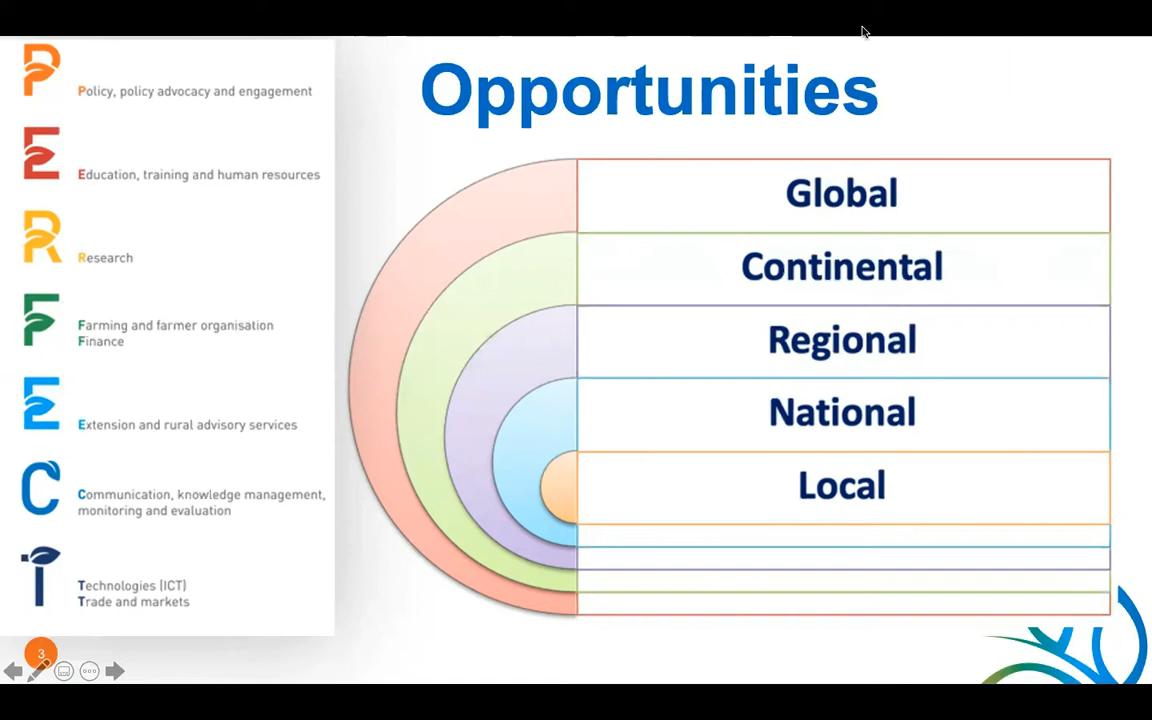 Opportunities
P
Policy, policy advocacy and engagement
E
Education, training and human resources
R
Research
F
Farming and farmer organisation
Finance
E
Extension and rural advisory services
C
Communication, knowledge management,
monitoring and evaluation
T
Technologies (ICT)
Trade and markets
Global
Continental
Regional
National
Local
3